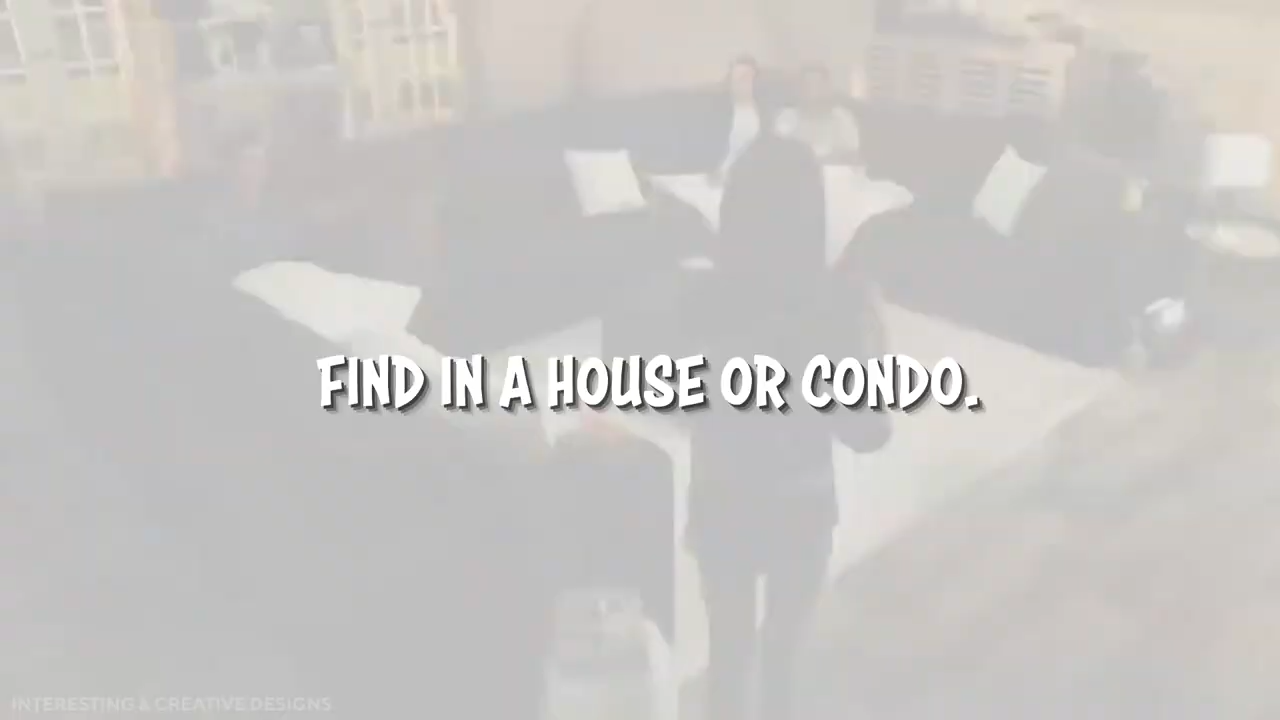 FIND IN A HOUSE OR CONDO.
INTERESTING & CREATIVE DESIGNS